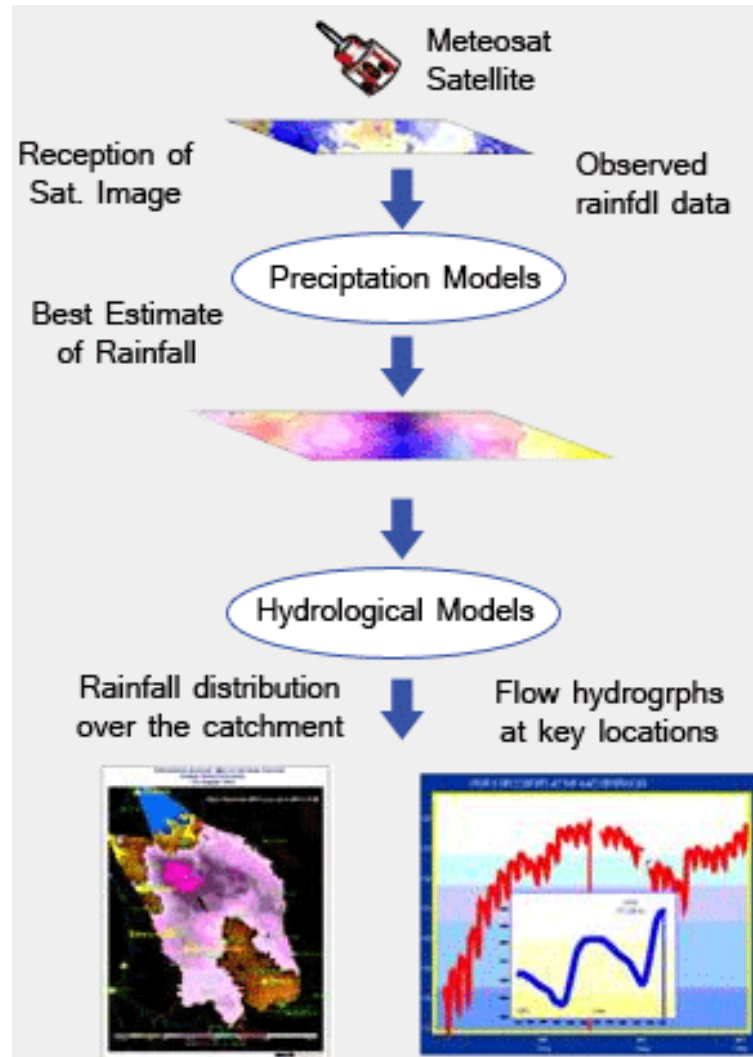 Meteosat
Satellite
Reception of
Sat. Image
Observed
rainfdl data
Preciptation Models
Best Estimate
of Rainfall
Hydrological Models
Rainfall distribution
over the catchment
Flow hydrogrphs
at key locations